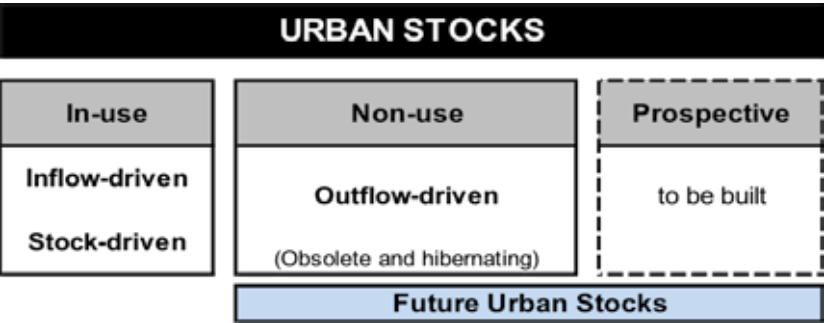 URBAN STOCKS
In-use
Non-use
Prospective
Inflow-driven
Stock-driven
Outflow-driven
(Obsolete and hibernating)
to be built
Future Urban Stocks